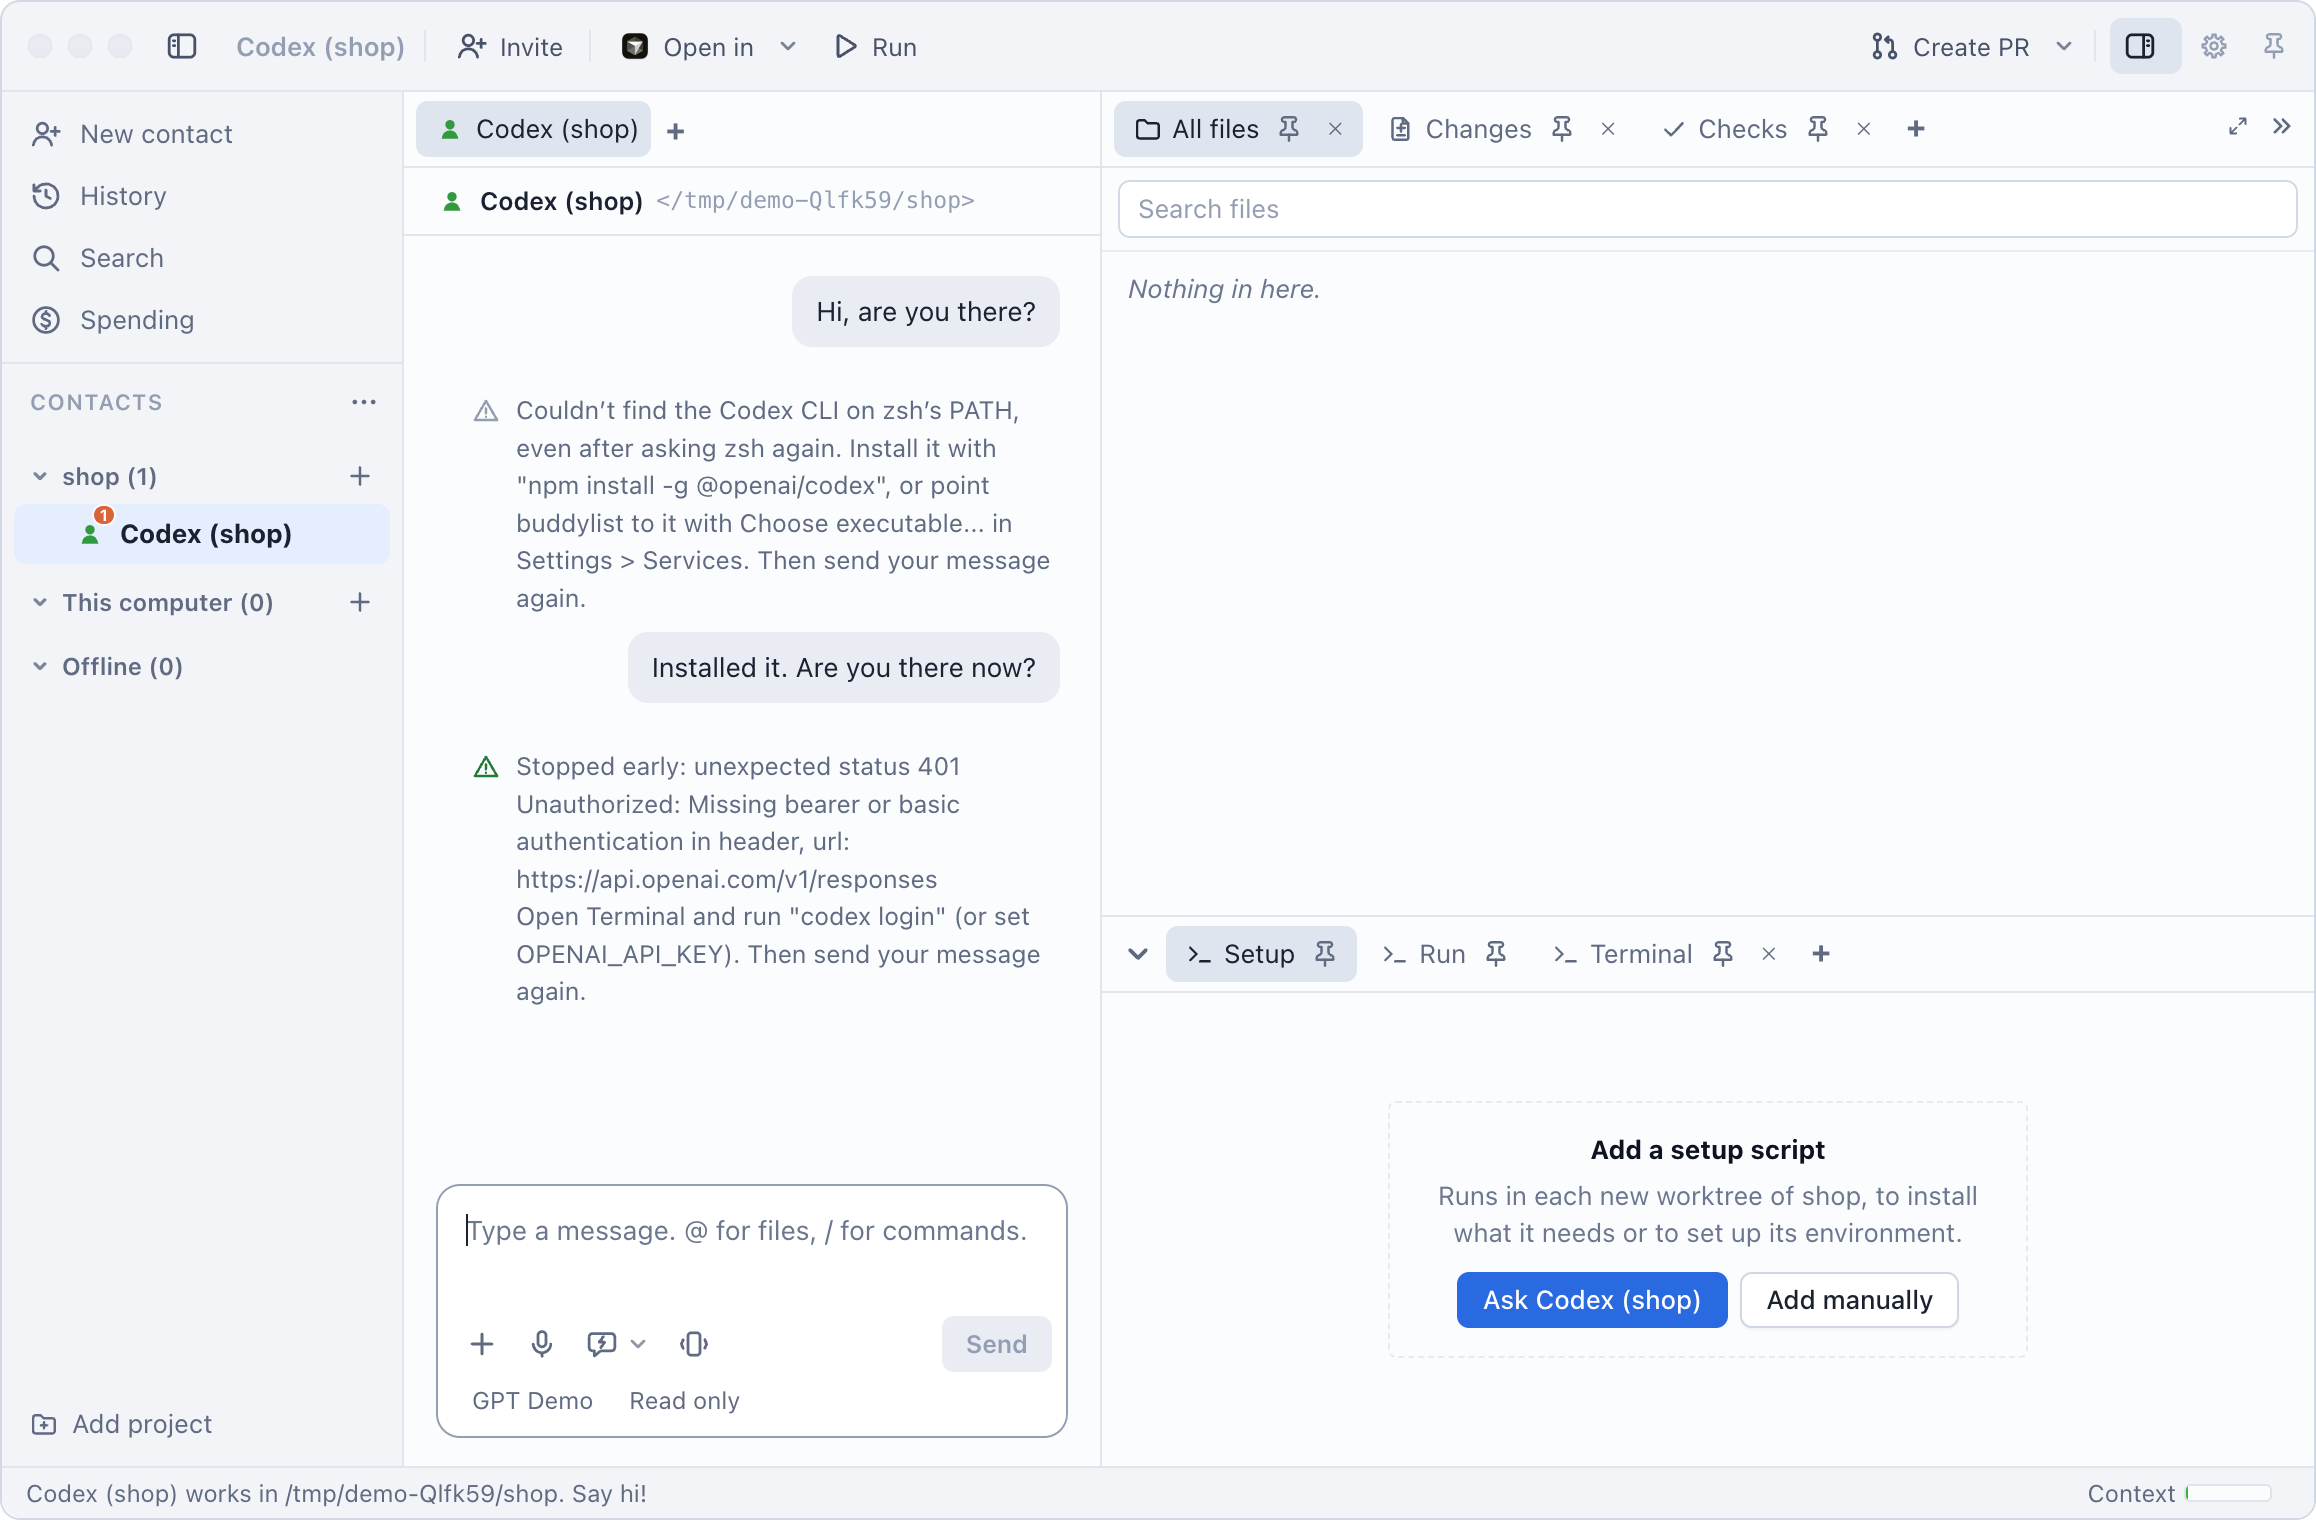 Codex (shop)
Invite
Open in
Run
Create PR
New contact
History
Search
Spending
CONTACTS
shop (1)
1
Codex (shop)
This computer (0)
Offline (0)
Add project
Codex (shop)
Codex (shop) </tmp/demo-Qlfk59/shop>
Hi, are you there?
Couldn’t find the Codex CLI on zsh’s PATH,
even after asking zsh again. Install it with
"npm install -g @openai/codex", or point
buddylist to it with Choose executable... in
Settings > Services. Then send your message
again.
Installed it. Are you there now?
Stopped early: unexpected status 401
Unauthorized: Missing bearer or basic
authentication in header, url:
https://api.openai.com/v1/responses
Open Terminal and run "codex login" (or set
OPENAI_API_KEY). Then send your message
again.
Type a message. @ for files, / for commands.
Send
GPT Demo
Read only
All files
Changes
Checks
Search files
Nothing in here.
Setup
Run
Terminal
Add a setup script
Runs in each new worktree of shop, to install
what it needs or to set up its environment.
Ask Codex (shop)
Add manually
Codex (shop) works in /tmp/demo-Qlfk59/shop. Say hi!
Context